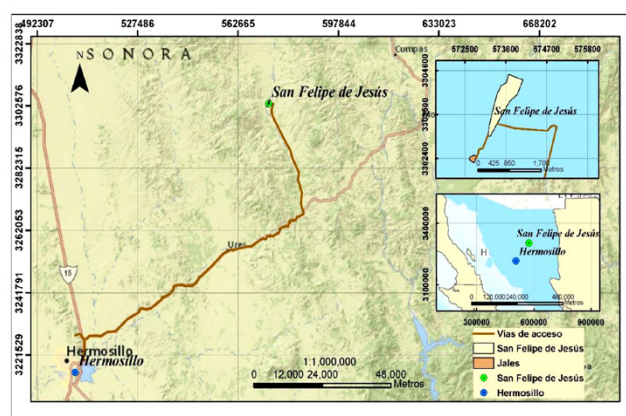 492307 527486 562665 597844 633023 668202
3322838
3302576
3282315
3262053
3241791
3221529
N
SONORA
Cumpas
San Felipe de Jesús
Ures
15
Hermosillo
Hermosillo
1:1,000,000
0 12,000 24,000 48,000
Metros
572500 573600 574700 575800
3304600
3302400
San Felipe de Jesús
0 425 850 1,700
Metros
3400000
3100000
San Felipe de Jesús
H
Hermosillo
0 120,000 240,000 480,000
Metros
300000 600000 900000
Vias de acceso
San Felipe de Jesús
Jales
San Felipe de Jesús
Hermosillo